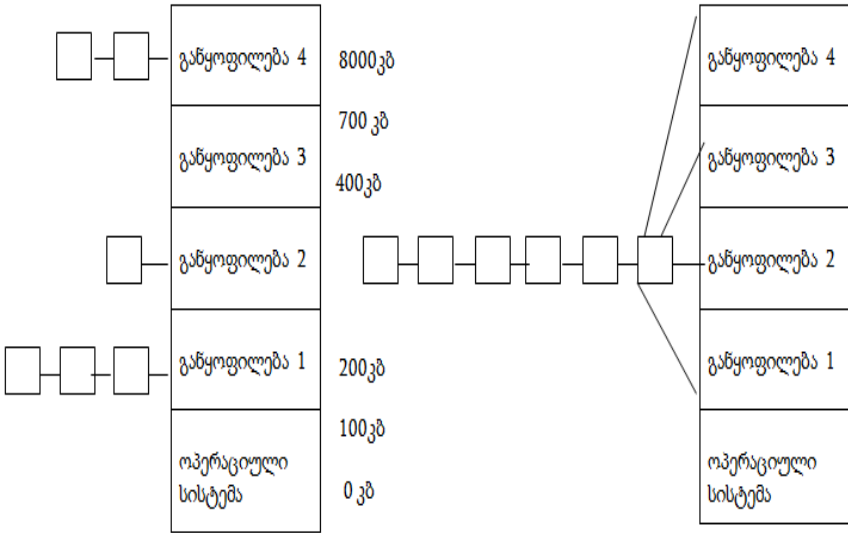 განყოფილება 4
8000კბ
700 კბ
განყოფილება 3
400კბ
განყოფილება 2
განყოფილება 1
200კბ
100კბ
ოპერაციული
სისტემა
0 კბ
განყოფილება 4
განყოფილება 3
განყოფილება 2
განყოფილება 1
ოპერაციული
სისტემა